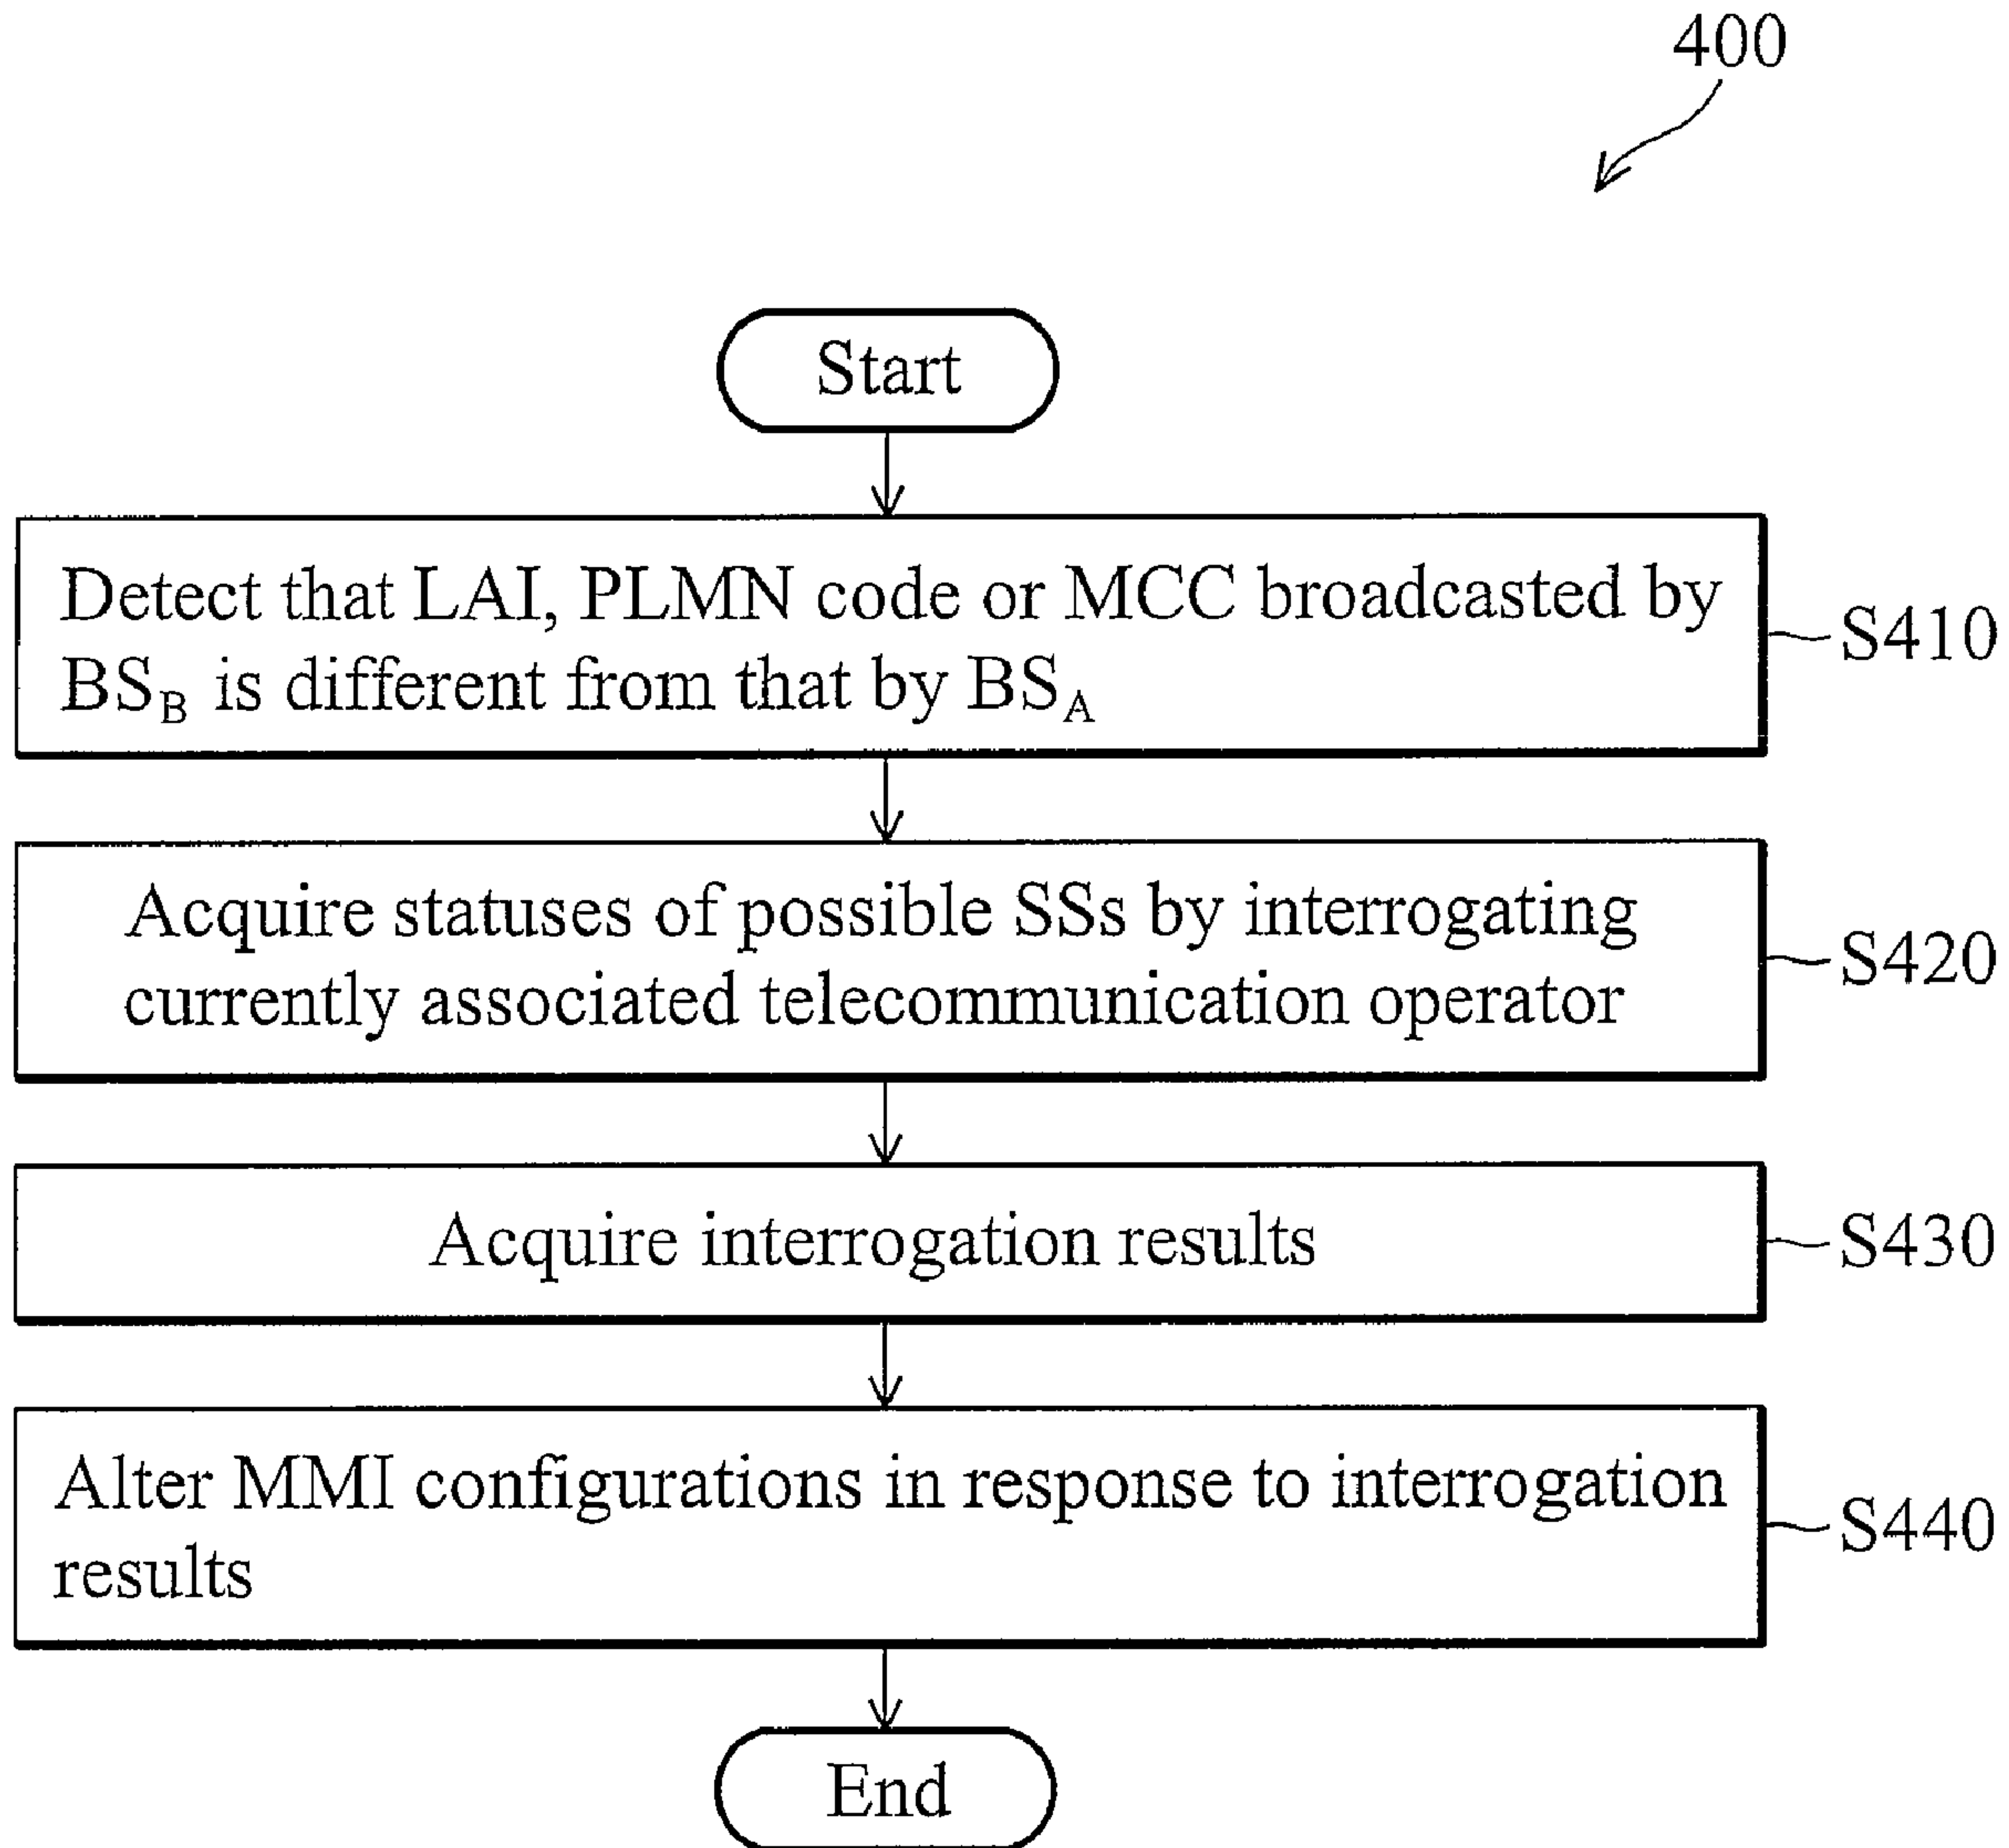 400
Start
Detect that LAI, PLMN code or MCC broadcasted by
BS_B is different from that by BS_A
S410
Acquire statuses of possible SSs by interrogating
currently associated telecommunication operator
S420
Acquire interrogation results
S430
Alter MMI configurations in response to interrogation
results
S440
End